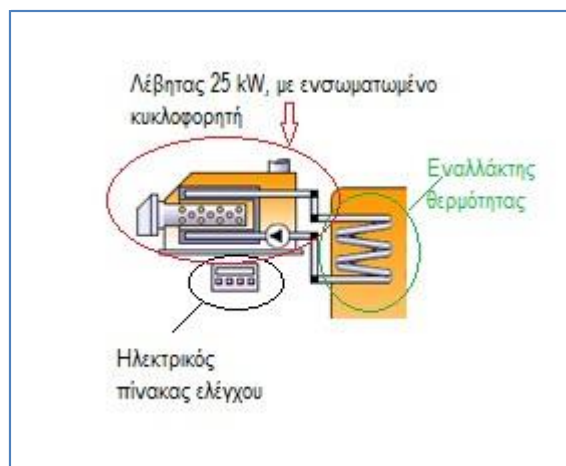 Λέβητας 25 kW, με ενσωματωμένο
κυκλοφορητή
Εναλλάκτης
θερμότητας
Ηλεκτρικός
πίνακας ελέγχου